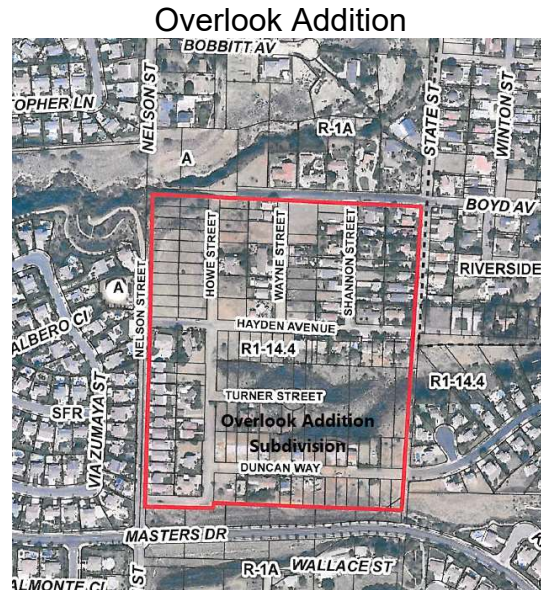 Overlook Addition
BOBBITT AV
NELSON ST
STATE ST
WINTON ST
OPHER LN
R-1A
A
BOYD AV
HOWE STREET
WAYNE STREET
SHANNON STREET
RIVERSIDE
A
NELSON STREET
HAYDEN AVENUE
ALBERO CI
R1-14.4
R1-14.4
VIA ZUMAYA ST
TURNER STREET
SFR
Overlook Addition
Subdivision
DUNCAN WAY
MASTERS DR
R-1A
WALLACE ST
ALMONTE CI
ST